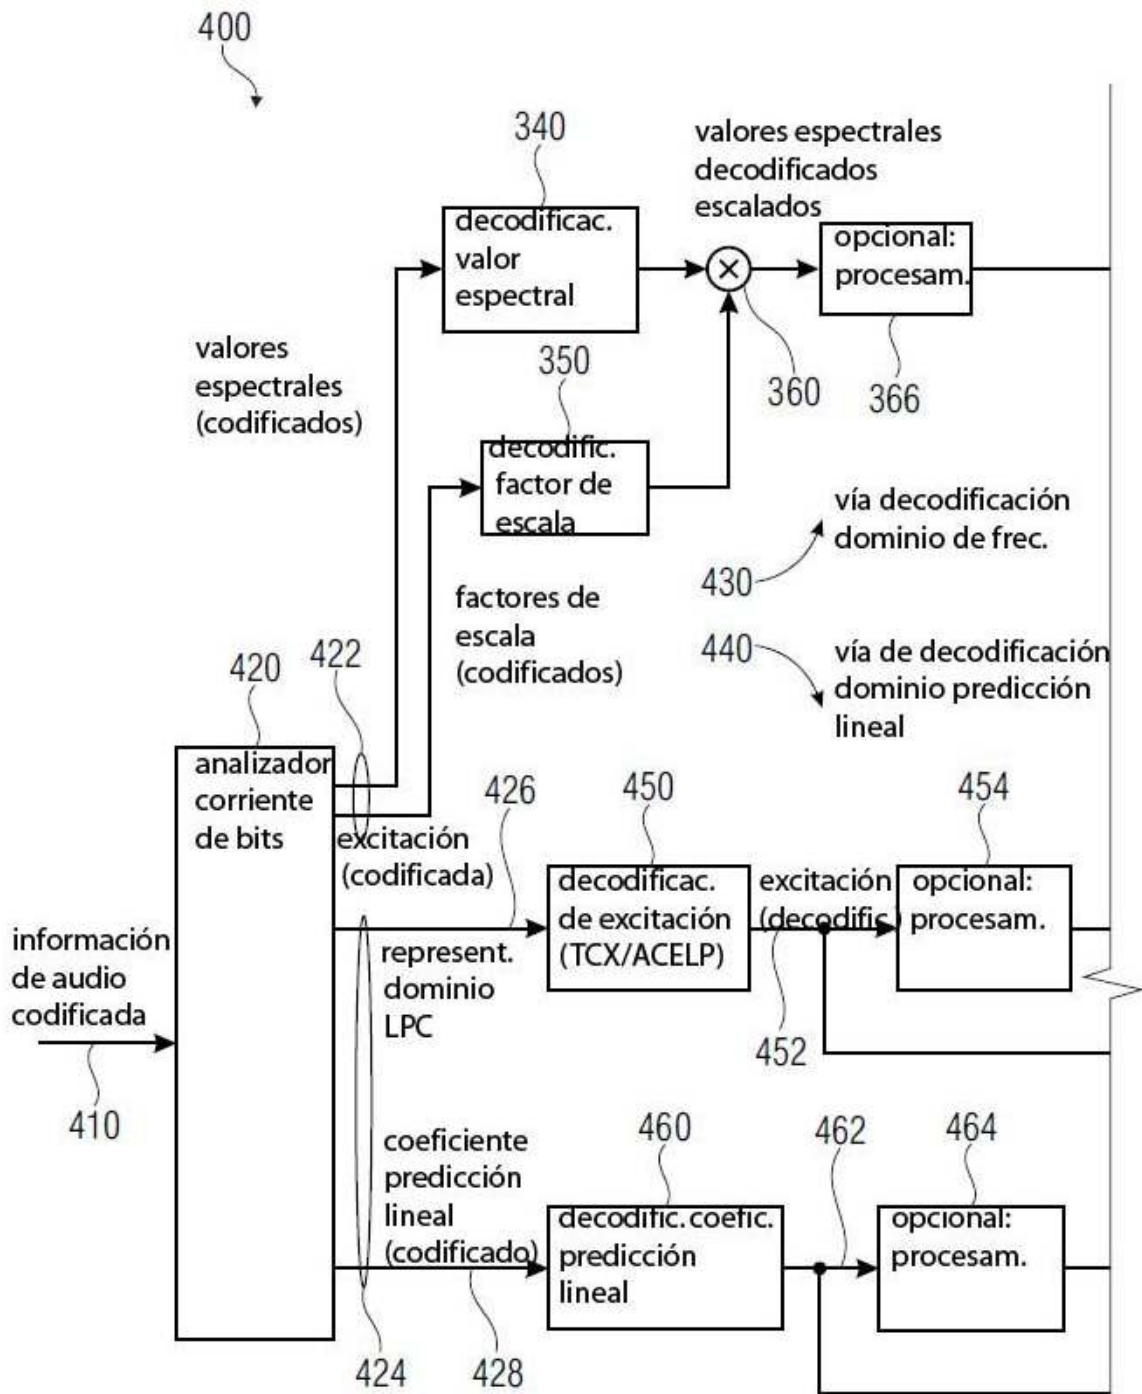 400
340
decodificac.
valor
espectral
valores espectrales
decodificados
escalados
opcional:
procesam.
360
366
valores
espectrales
(codificados)
350
decodific.
factor de
escala
factores de
escala
(codificados)
430
vía decodificación
dominio de frec.
440
vía de decodificación
dominio predicción
lineal
420
422
analizador
corriente
de bits
excitación
(codificada)
426
450
decodificac.
de excitación
(TCX/ACELP)
excitación
(decodific.)
452
454
opcional:
procesam.
información
de audio
codificada
410
represent.
dominio
LPC
coeficiente
predicción
lineal
(codificado)
424
428
460
decodific.coefic.
predicción
lineal
462
464
opcional:
procesam.